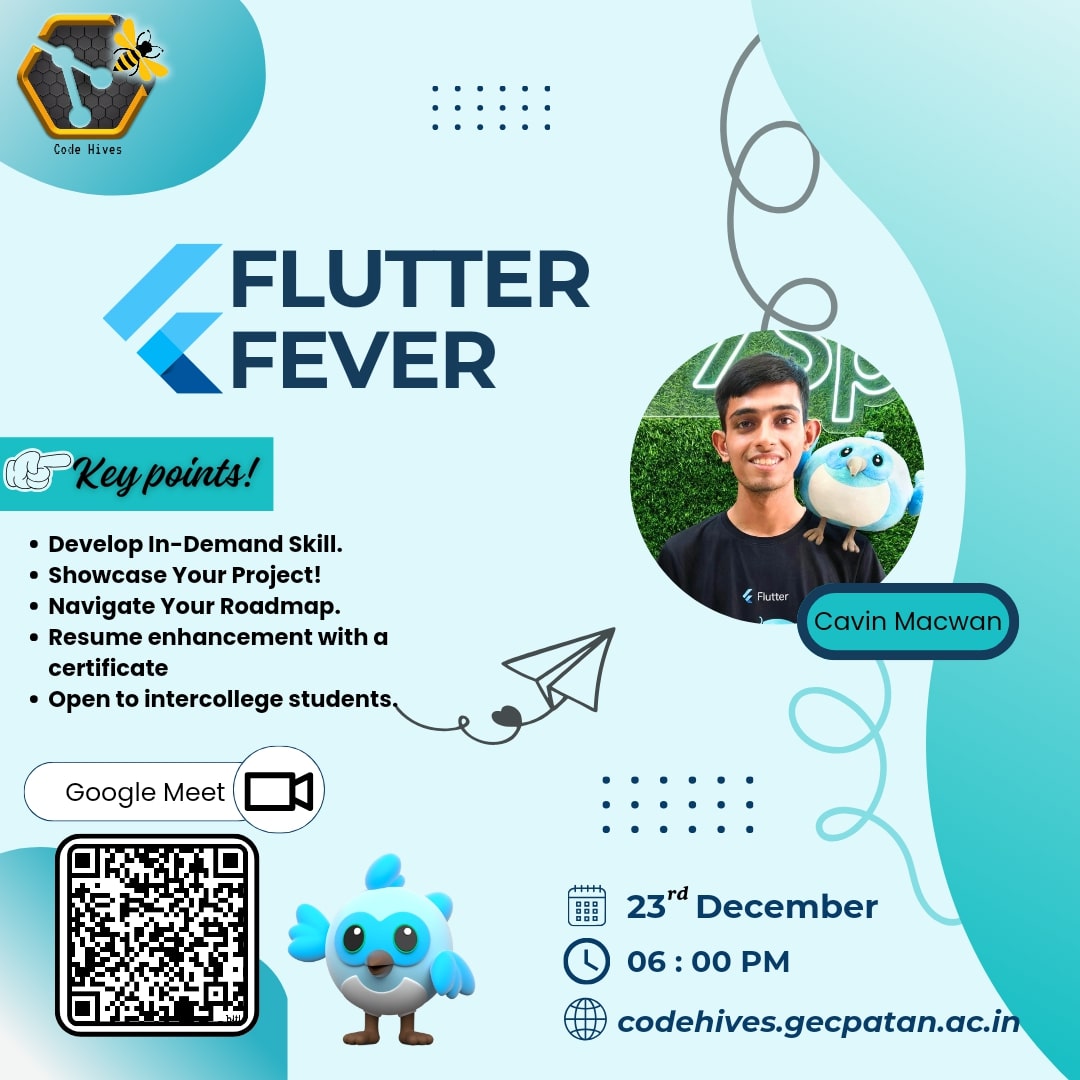 Code Hives
FLUTTER
FEVER
Key points!
• Develop In-Demand Skill.
• Showcase Your Project!
• Navigate Your Roadmap.
• Resume enhancement with a
certificate
• Open to intercollege students.
Flutter
Cavin Macwan
Google Meet
23rd December
06 : 00 PM
codehives.gecpatan.ac.in